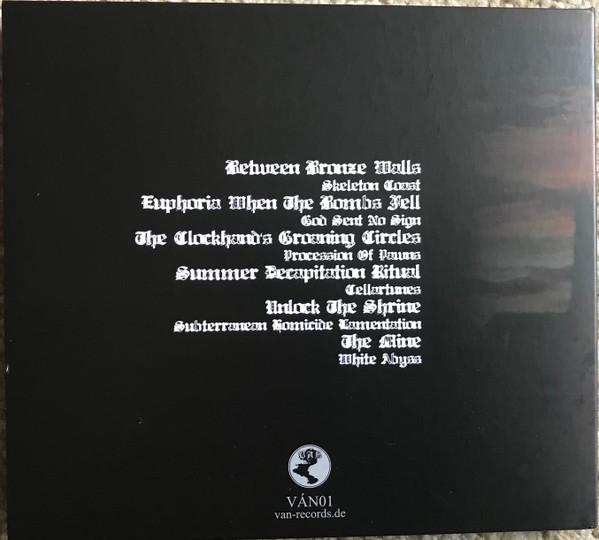 Between Bronze Walls
Skeleton Coast
Euphoria When The Bombs Fell
God Sent No Sign
The Clockhand's Groaning Circles
Procession Of Pawns
Summer Decapitation Ritual
Cellartunes
Unlock The Shrine
Subterranean Homicide Lamentation
The Mine
White Abyss
VÁN
VÁN01
van-records.de